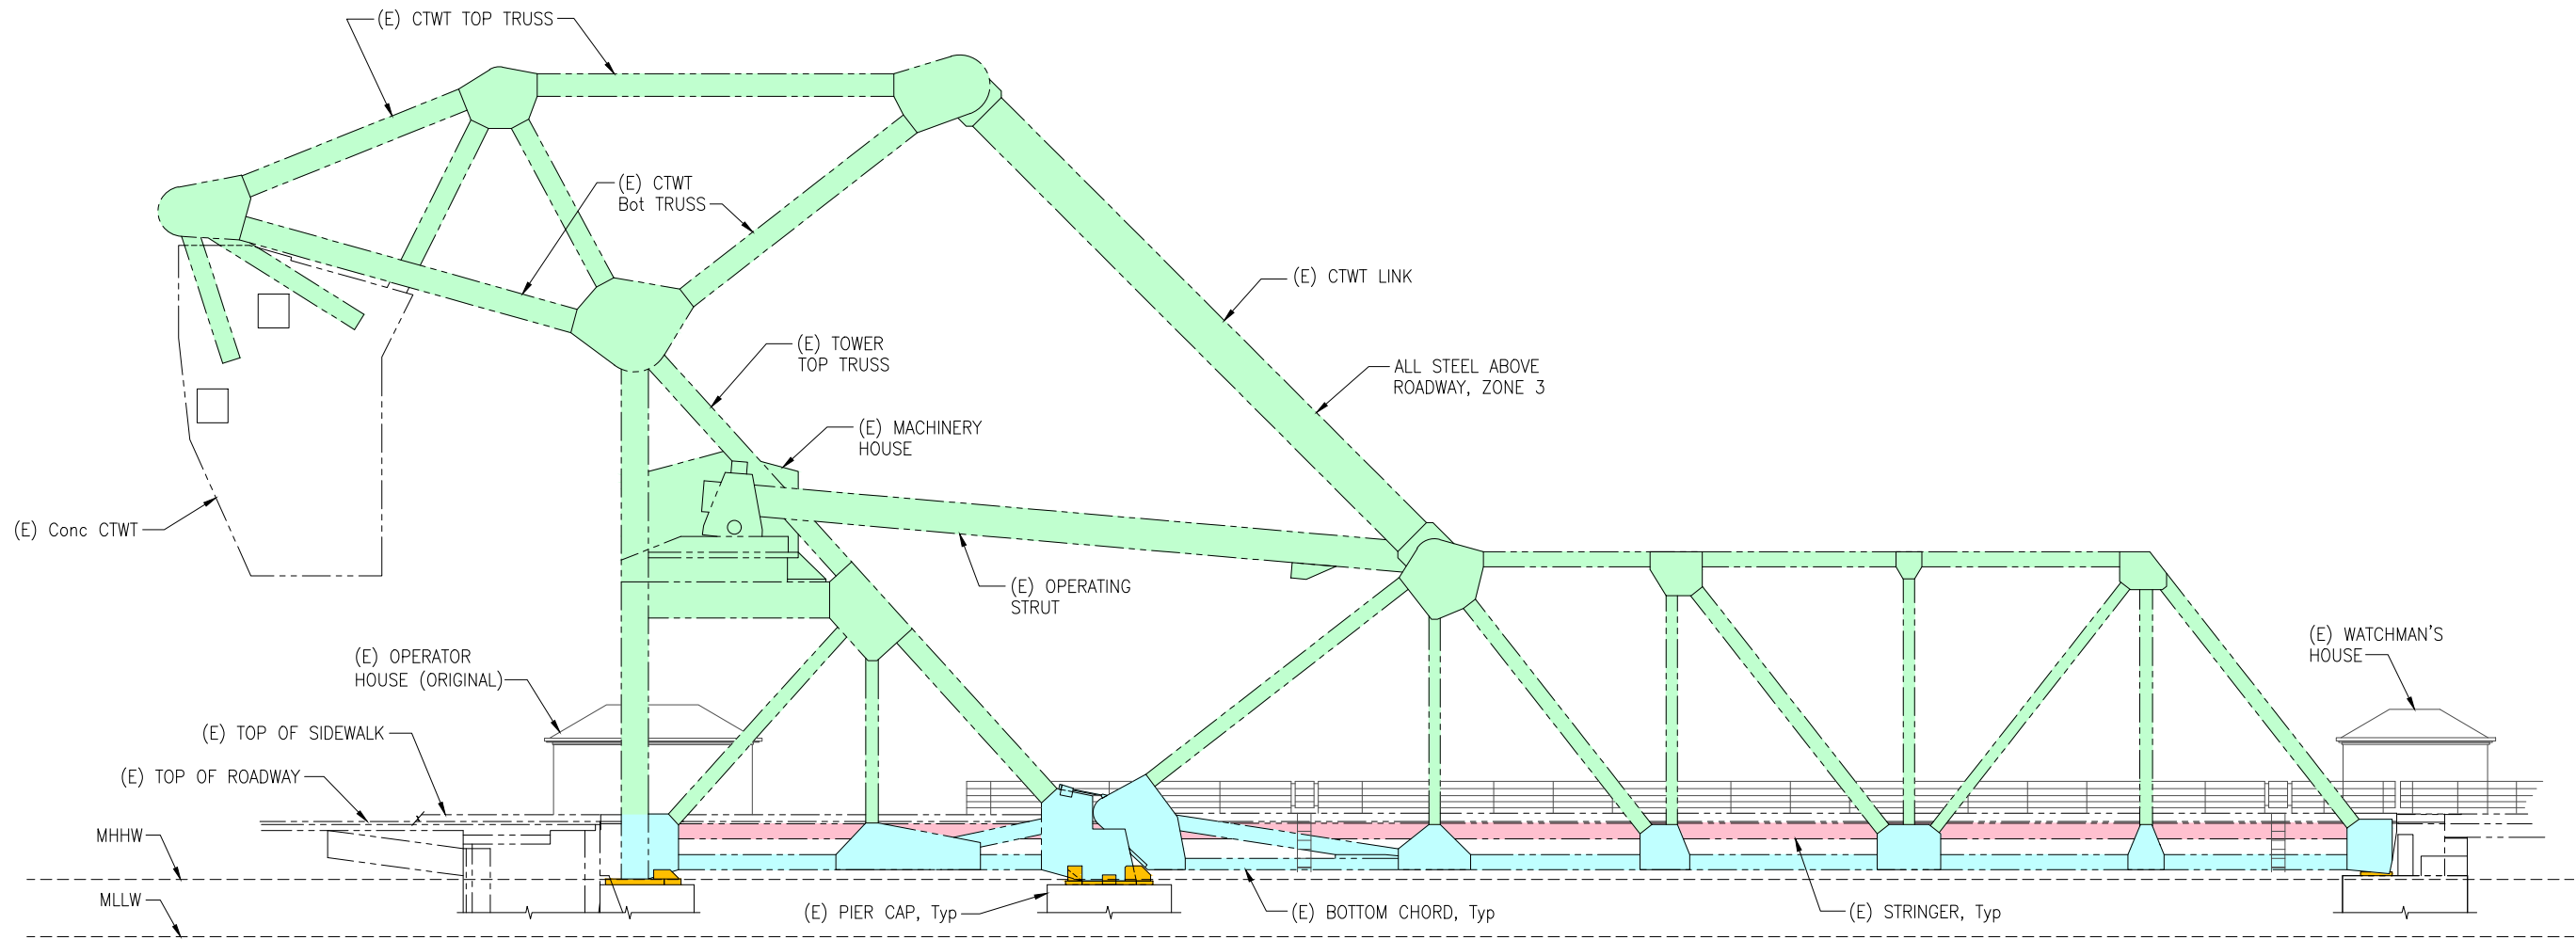 (E) CTWT TOP TRUSS
(E) CTWT
Bot TRUSS
(E) CTWT LINK
(E) TOWER
TOP TRUSS
ALL STEEL ABOVE
ROADWAY, ZONE 3
(E) MACHINERY
HOUSE
(E) Conc CTWT
(E) OPERATING
STRUT
(E) OPERATOR
HOUSE (ORIGINAL)
(E) WATCHMAN'S
HOUSE
(E) TOP OF SIDEWALK
(E) TOP OF ROADWAY
MHHW
MLLW
(E) PIER CAP, Typ
(E) BOTTOM CHORD, Typ
(E) STRINGER, Typ